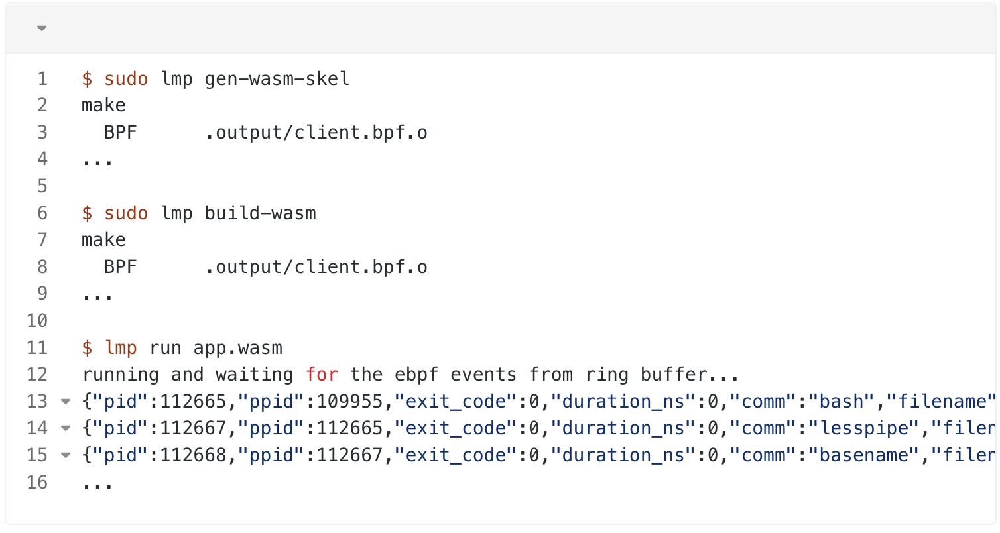 1 $ sudo lmp gen-wasm-skel
2 make
3   BPF      .output/client.bpf.o
4 ...
5
6 $ sudo lmp build-wasm
7 make
8   BPF      .output/client.bpf.o
9 ...
10
11 $ lmp run app.wasm
12 running and waiting for the ebpf events from ring buffer...
13 {"pid":112665,"ppid":109955,"exit_code":0,"duration_ns":0,"comm":"bash","filename"
14 {"pid":112667,"ppid":112665,"exit_code":0,"duration_ns":0,"comm":"lesspipe","filen
15 {"pid":112668,"ppid":112667,"exit_code":0,"duration_ns":0,"comm":"basename","filen
16 ...